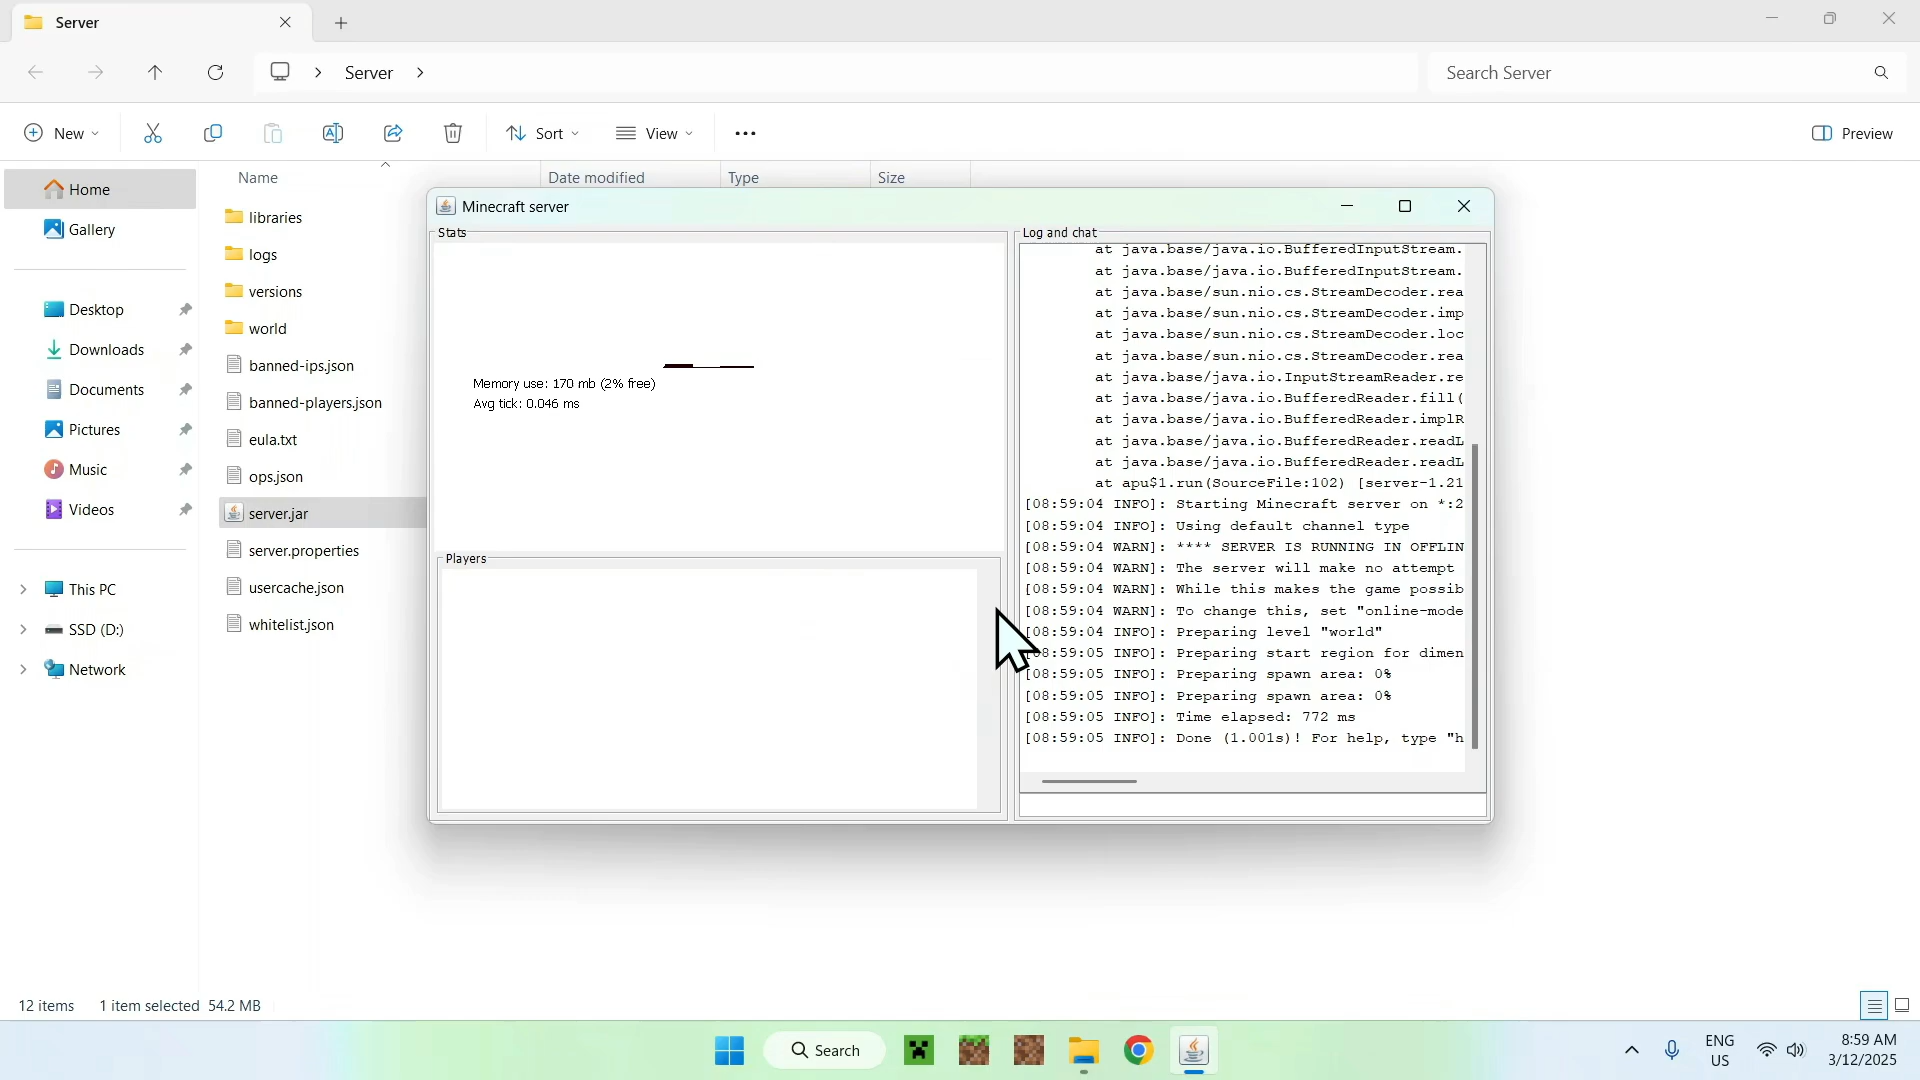 Server
Server
Search Server
New
Sort
View
Preview
Name
Date modified
Type
Size
Home
Gallery
Desktop
Downloads
Documents
Pictures
Music
Videos
This PC
SSD (D:)
Network
libraries
logs
versions
world
banned-ips.json
banned-players.json
eula.txt
ops.json
server.jar
server.properties
usercache.json
whitelist.json
Minecraft server
Stats
Memory use: 170 mb (2% free)
Avg tick: 0.046 ms
Players
Log and chat
at java.base/java.io.BufferedInputStream.
at java.base/java.io.BufferedInputStream.
at java.base/sun.nio.cs.StreamDecoder.rea
at java.base/sun.nio.cs.StreamDecoder.imp
at java.base/sun.nio.cs.StreamDecoder.loc
at java.base/sun.nio.cs.StreamDecoder.rea
at java.base/java.io.InputStreamReader.re
at java.base/java.io.BufferedReader.fill(
at java.base/java.io.BufferedReader.implR
at java.base/java.io.BufferedReader.readL
at java.base/java.io.BufferedReader.readL
at apu$1.run(SourceFile:102) [server-1.21
[08:59:04 INFO]: Starting Minecraft server on *:2
[08:59:04 INFO]: Using default channel type
[08:59:04 WARN]: **** SERVER IS RUNNING IN OFFLIN
[08:59:04 WARN]: The server will make no attempt
[08:59:04 WARN]: While this makes the game possib
[08:59:04 WARN]: To change this, set "online-mode
[08:59:04 INFO]: Preparing level "world"
[08:59:05 INFO]: Preparing start region for dimen
[08:59:05 INFO]: Preparing spawn area: 0%
[08:59:05 INFO]: Preparing spawn area: 0%
[08:59:05 INFO]: Time elapsed: 772 ms
[08:59:05 INFO]: Done (1.001s)! For help, type "h
12 items 1 item selected 54.2 MB
Search
ENG
US
8:59 AM
3/12/2025